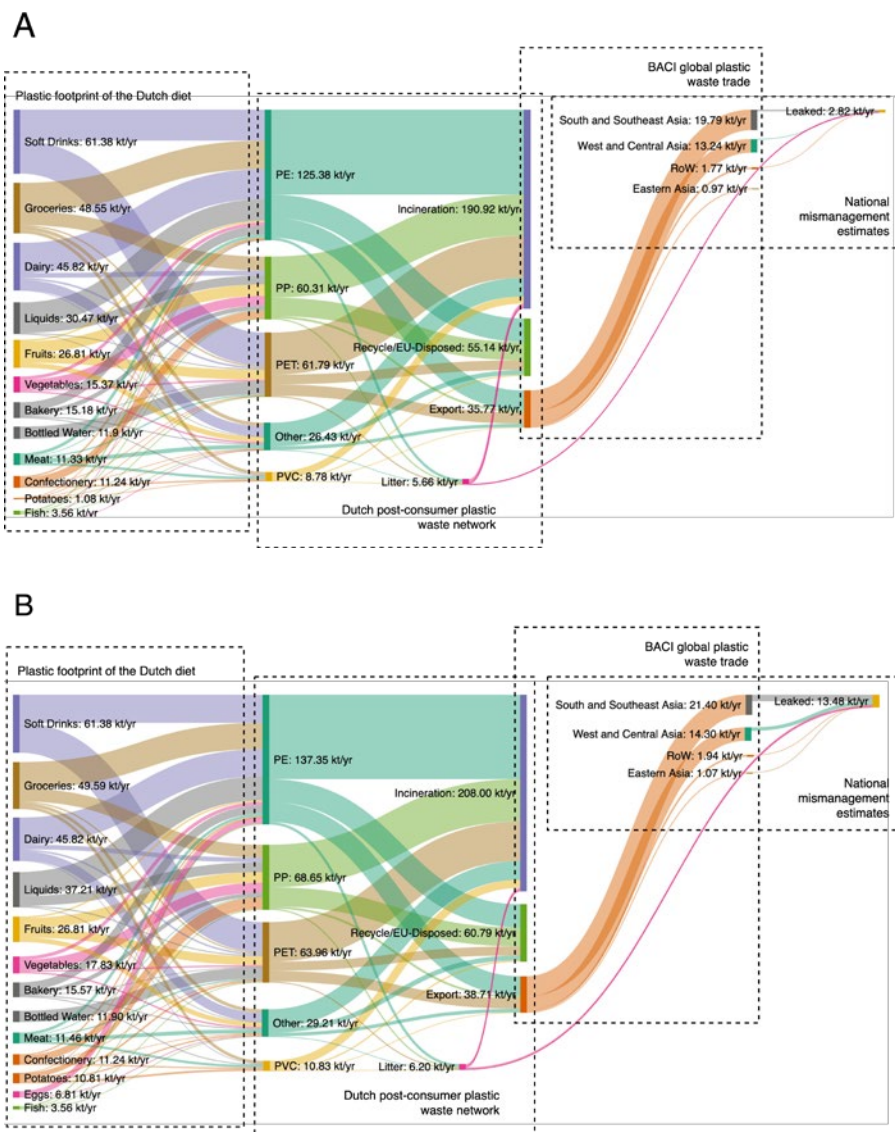 A
Plastic footprint of the Dutch diet
Soft Drinks: 61.38 kt/yr
Groceries: 48.55 kt/yr
Dairy: 45.82 kt/yr
Liquids: 30.47 kt/yr
Fruits: 26.81 kt/yr
Vegetables: 15.37 kt/yr
Bakery: 15.18 kt/yr
Bottled Water: 11.9 kt/yr
Meat: 11.33 kt/yr
Confectionery: 11.24 kt/yr
Potatoes: 1.08 kt/yr
Fish: 3.56 kt/yr
PE: 125.38 kt/yr
PP: 60.31 kt/yr
PET: 61.79 kt/yr
Other: 26.43 kt/yr
PVC: 8.78 kt/yr
Incineration: 190.92 kt/yr
Recycle/EU-Disposed: 55.14 kt/yr
Export: 35.77 kt/yr
Litter: 5.66 kt/yr
Dutch post-consumer plastic
waste network
BACI global plastic
waste trade
South and Southeast Asia: 19.79 kt/yr
West and Central Asia: 13.24 kt/yr
RoW: 1.77 kt/yr
Eastern Asia: 0.97 kt/yr
Leaked: 2.82 kt/yr
National
mismanagement
estimates
B
Plastic footprint of the Dutch diet
Soft Drinks: 61.38 kt/yr
Groceries: 49.59 kt/yr
Dairy: 45.82 kt/yr
Liquids: 37.21 kt/yr
Fruits: 26.81 kt/yr
Vegetables: 17.83 kt/yr
Bakery: 15.57 kt/yr
Bottled Water: 11.90 kt/yr
Meat: 11.46 kt/yr
Confectionery: 11.24 kt/yr
Potatoes: 10.81 kt/yr
Eggs: 6.81 kt/yr
Fish: 3.56 kt/yr
PE: 137.35 kt/yr
PP: 68.65 kt/yr
PET: 63.96 kt/yr
Other: 29.21 kt/yr
PVC: 10.83 kt/yr
Incineration: 208.00 kt/yr
Recycle/EU-Disposed: 60.79 kt/yr
Export: 38.71 kt/yr
Litter: 6.20 kt/yr
Dutch post-consumer plastic
waste network
BACI global plastic
waste trade
South and Southeast Asia: 21.40 kt/yr
West and Central Asia: 14.30 kt/yr
RoW: 1.94 kt/yr
Eastern Asia: 1.07 kt/yr
Leaked: 13.48 kt/yr
National
mismanagement
estimates